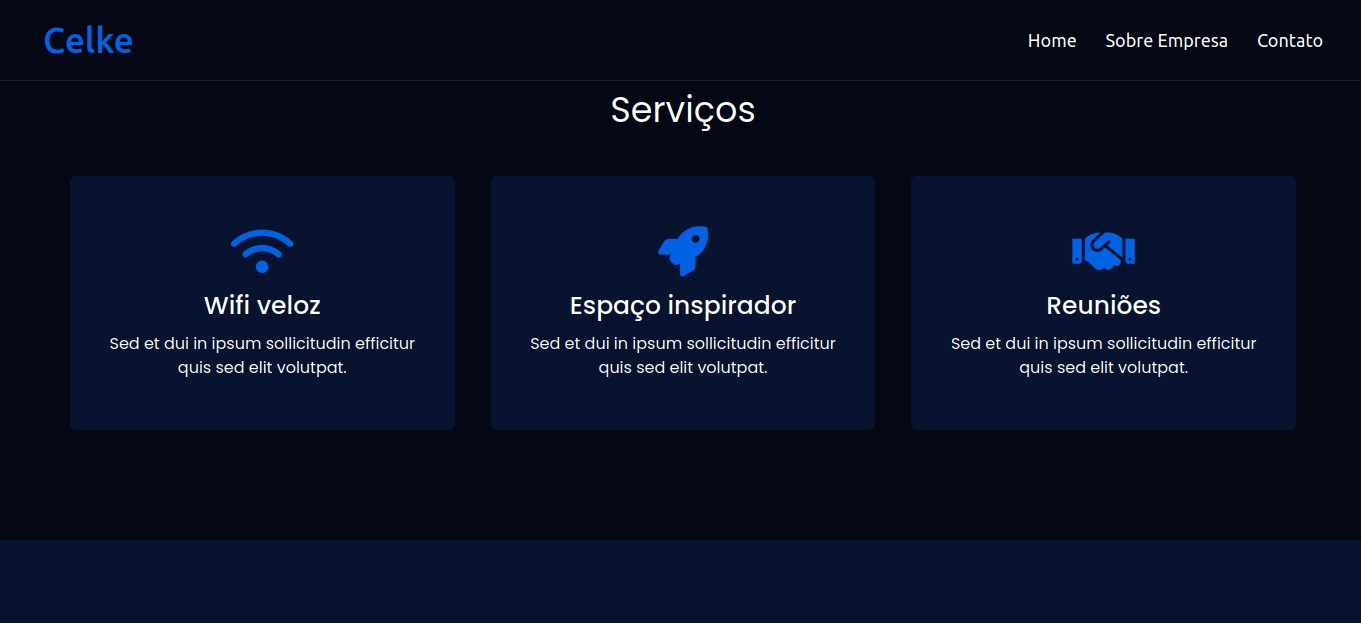 Celke
Home Sobre Empresa Contato
Serviços
Wifi veloz
Sed et dui in ipsum sollicitudin efficitur
quis sed elit volutpat.
Espaço inspirador
Sed et dui in ipsum sollicitudin efficitur
quis sed elit volutpat.
Reuniões
Sed et dui in ipsum sollicitudin efficitur
quis sed elit volutpat.